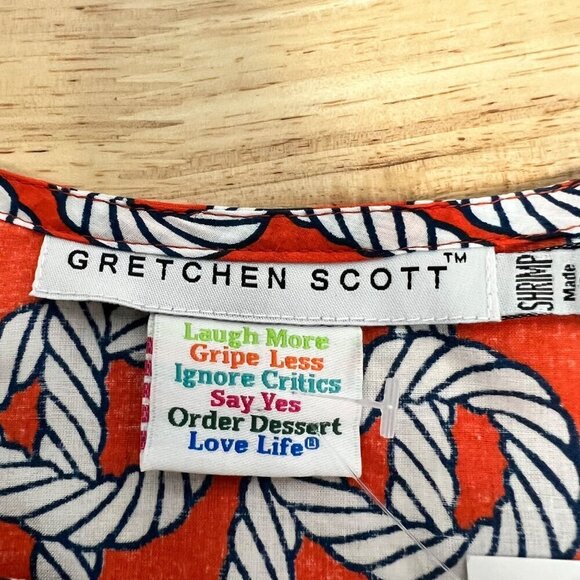 GRETCHEN SCOTT™
SHRIMP
Made
Laugh More
Gripe Less
Ignore Critics
Say Yes
Order Dessert
Love Life®